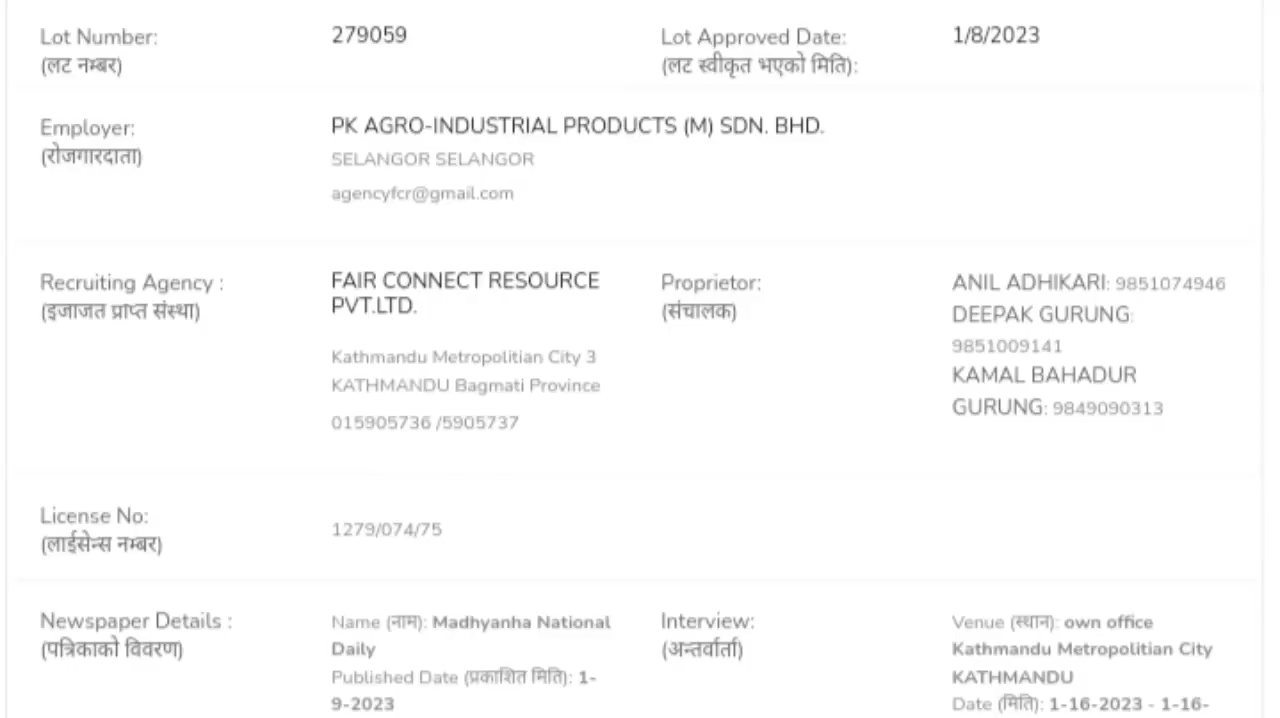 Lot Number: 279059 Lot Approved Date: 1/8/2023
(लट नम्बर) (लट स्वीकृत भएको मिति):
Employer: PK AGRO-INDUSTRIAL PRODUCTS (M) SDN. BHD.
(रोजगारदाता) SELANGOR SELANGOR
agencyfcr@gmail.com
Recruiting Agency :
(इजाजत प्राप्त संस्था)
FAIR CONNECT RESOURCE
PVT.LTD.
Kathmandu Metropolitian City 3
KATHMANDU Bagmati Province
015905736 /5905737
Proprietor:
(संचालक)
ANIL ADHIKARI: 9851074946
DEEPAK GURUNG:
9851009141
KAMAL BAHADUR
GURUNG: 9849090313
License No:
(लाईसेन्स नम्बर)
1279/074/75
Newspaper Details :
(पत्रिकाको विवरण)
Name (नाम): Madhyanha National
Daily
Published Date (प्रकाशित मिति): 1-
9-2023
Interview:
(अन्तर्वार्ता)
Venue (स्थान): own office
Kathmandu Metropolitian City
KATHMANDU
Date (मिति): 1-16-2023 - 1-16-